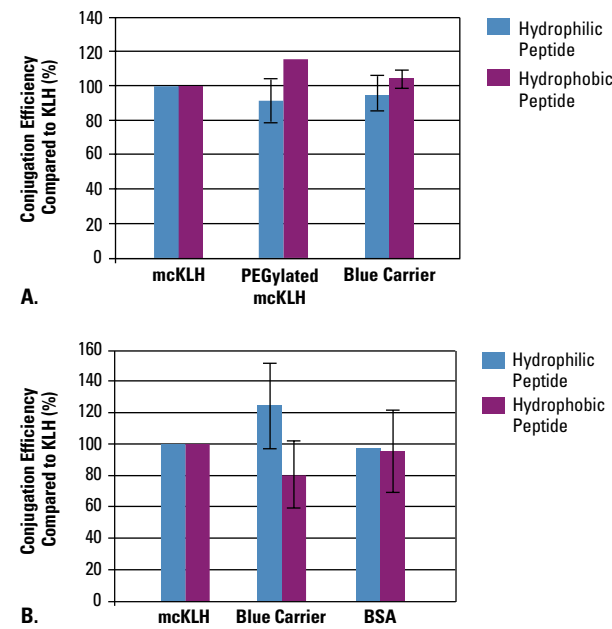 Conjugation Efficiency
Compared to KLH (%)
140
120
100
80
60
40
20
0
mcKLH
PEGylated
mcKLH
Blue Carrier
Hydrophilic
Peptide
Hydrophobic
Peptide
A.
Conjugation Efficiency
Compared to KLH (%)
160
140
120
100
80
60
40
20
0
mcKLH
Blue Carrier
BSA
Hydrophilic
Peptide
Hydrophobic
Peptide
B.